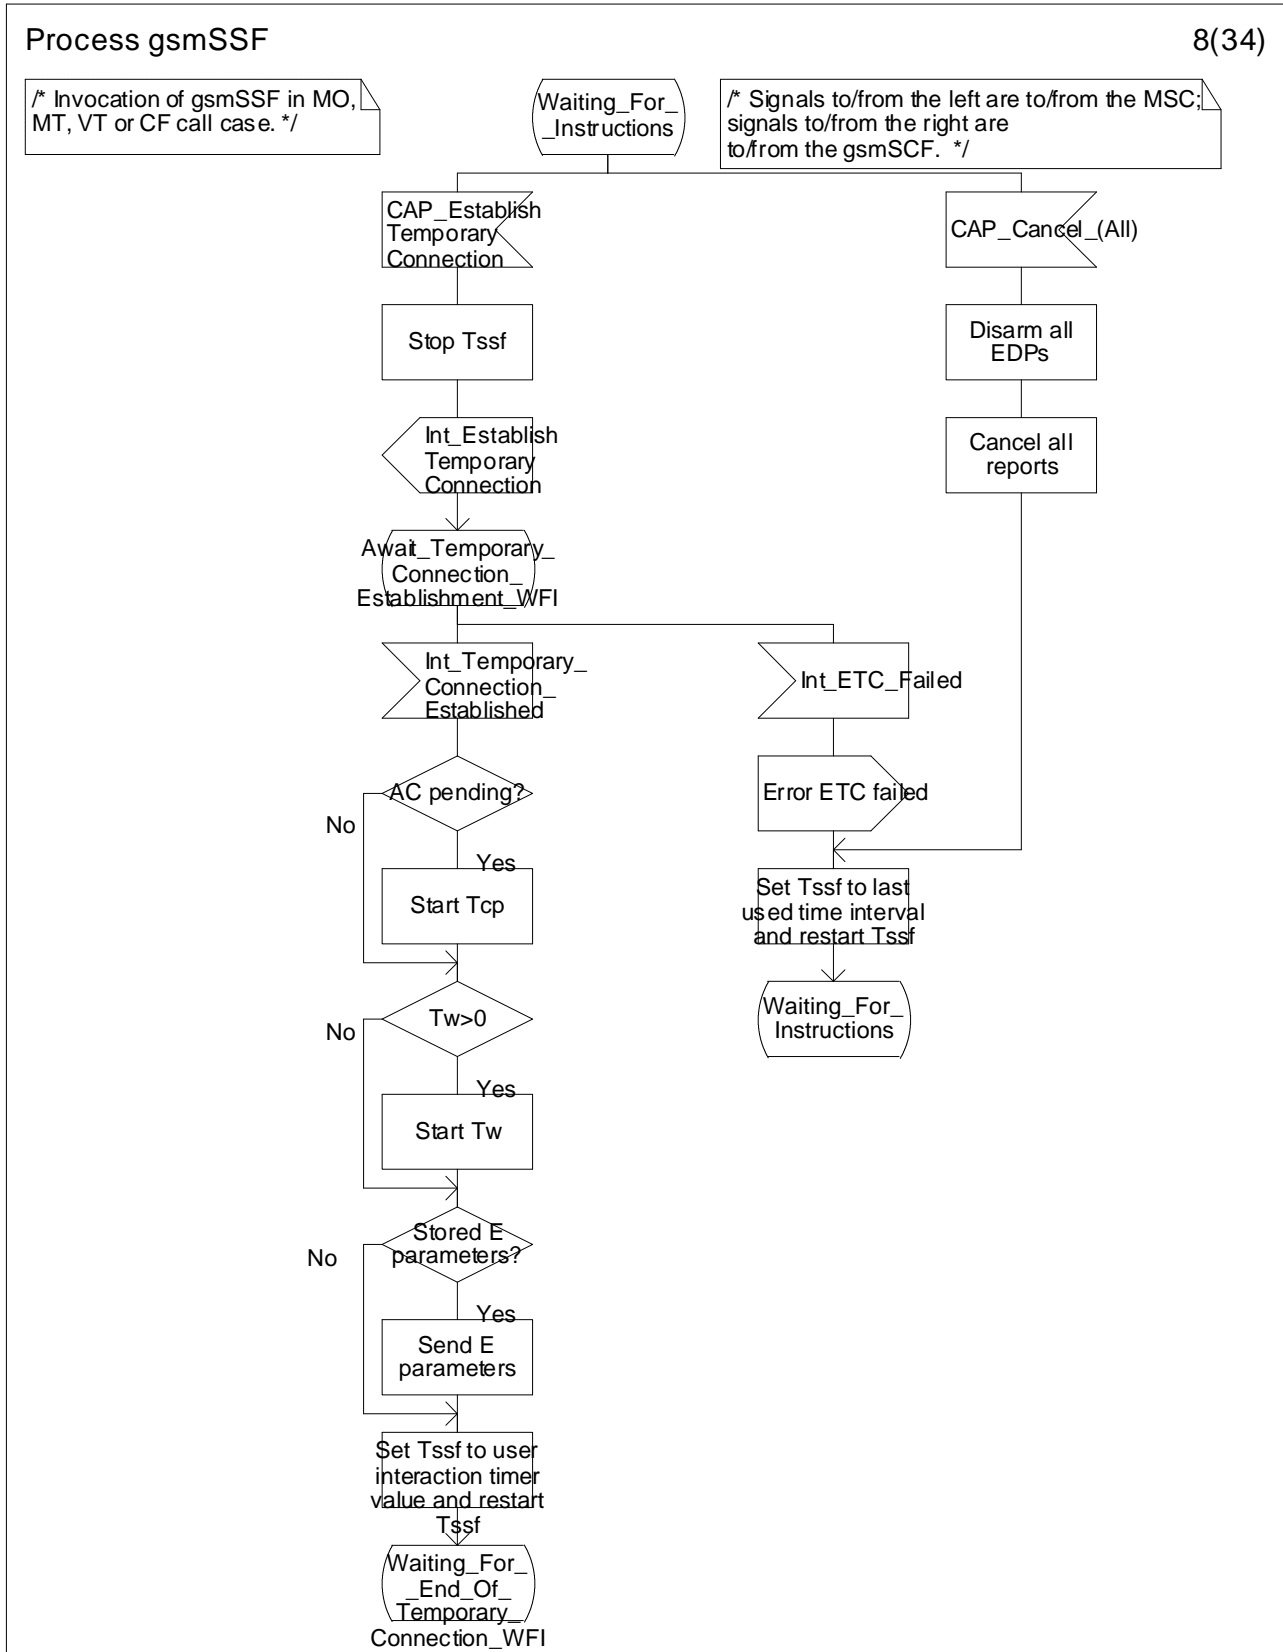 Process gsmSSF
8(34)
/* Invocation of gsmSSF in MO,
MT, VT or CF call case. */
Waiting_For_
_Instructions
/* Signals to/from the left are to/from the MSC;
signals to/from the right are
to/from the gsmSCF. */
CAP_Establish
Temporary
Connection
CAP_Cancel_(All)
Stop Tssf
Disarm all
EDPs
Int_Establish
Temporary
Connection
Cancel all
reports
Await_Temporary_
Connection_
Establishment_WFI
Int_Temporary_
Connection_
Established
Int_ETC_Failed
AC pending?
Error ETC failed
No
Yes
Start Tcp
Set Tssf to last
used time interval
and restart Tssf
Tw>0
No
Waiting_For_
Instructions
Yes
Start Tw
Stored E
parameters?
No
Yes
Send E
parameters
Set Tssf to user
interaction timer
value and restart
Tssf
Waiting_For_
_End_Of_
Temporary_
Connection_WFI